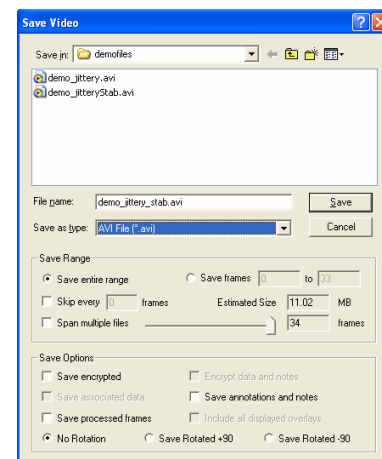 Save Video
Save in: demofiles
demo_jittery.avi
demo_jitteryStab.avi
File name: demo_jittery_stab.avi Save
Save as type: AVI File (*.avi) Cancel
Save Range
Save entire range Save frames 0 to 33
Skip every 0 frames Estimated Size 11.02 MB
Span multiple files 34 frames
Save Options
Save encrypted Encrypt data and notes
Save associated data Save annotations and notes
Save processed frames Include all displayed overlays
No Rotation Save Rotated +90 Save Rotated -90